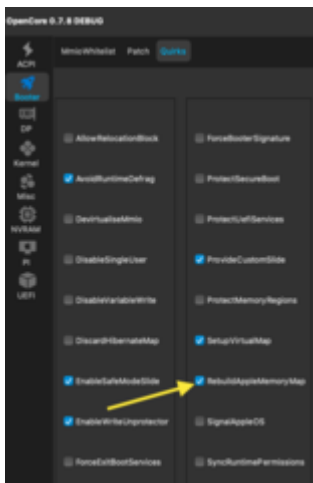 OpenCore 0.7.8 DEBUG
MmioWhitelist Patch Quirks
ACPI
Booter
DP
Kernel
Misc
NVRAM
PI
UEFI
AllowRelocationBlock
AvoidRuntimeDefrag
DevirtualiseMmio
DisableSingleUser
DisableVariableWrite
DiscardHibernateMap
EnableSafeModeSlide
EnableWriteUnprotector
ForceExitBootServices
ForceBooterSignature
ProtectSecureBoot
ProtectUefiServices
ProvideCustomSlide
ProtectMemoryRegions
SetupVirtualMap
RebuildAppleMemoryMap
SignalAppleOS
SyncRuntimePermissions